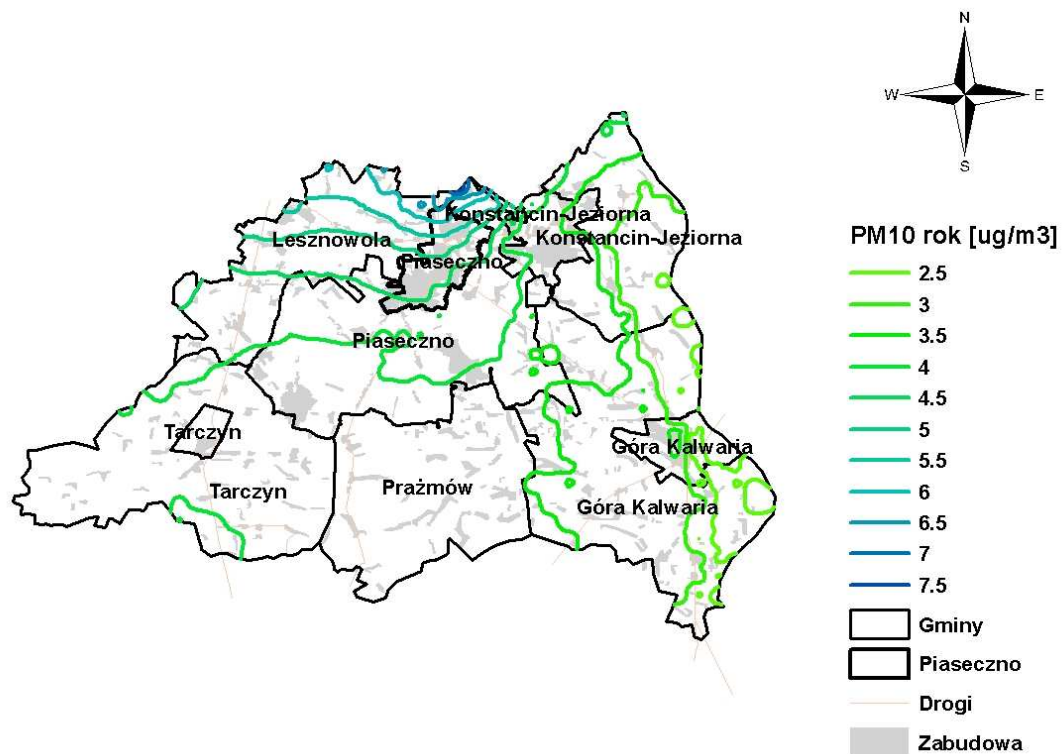 N
W E
S
Konstancin-Jeziorna
Lesznowola
Konstancin-Jeziorna
Piaseczno
Piaseczno
Tarczyn
Góra Kalwaria
Tarczyn
Prażmów
Góra Kalwaria
PM10 rok [ug/m3]
2.5
3
3.5
4
4.5
5
5.5
6
6.5
7
7.5
Gminy
Piaseczno
Drogi
Zabudowa